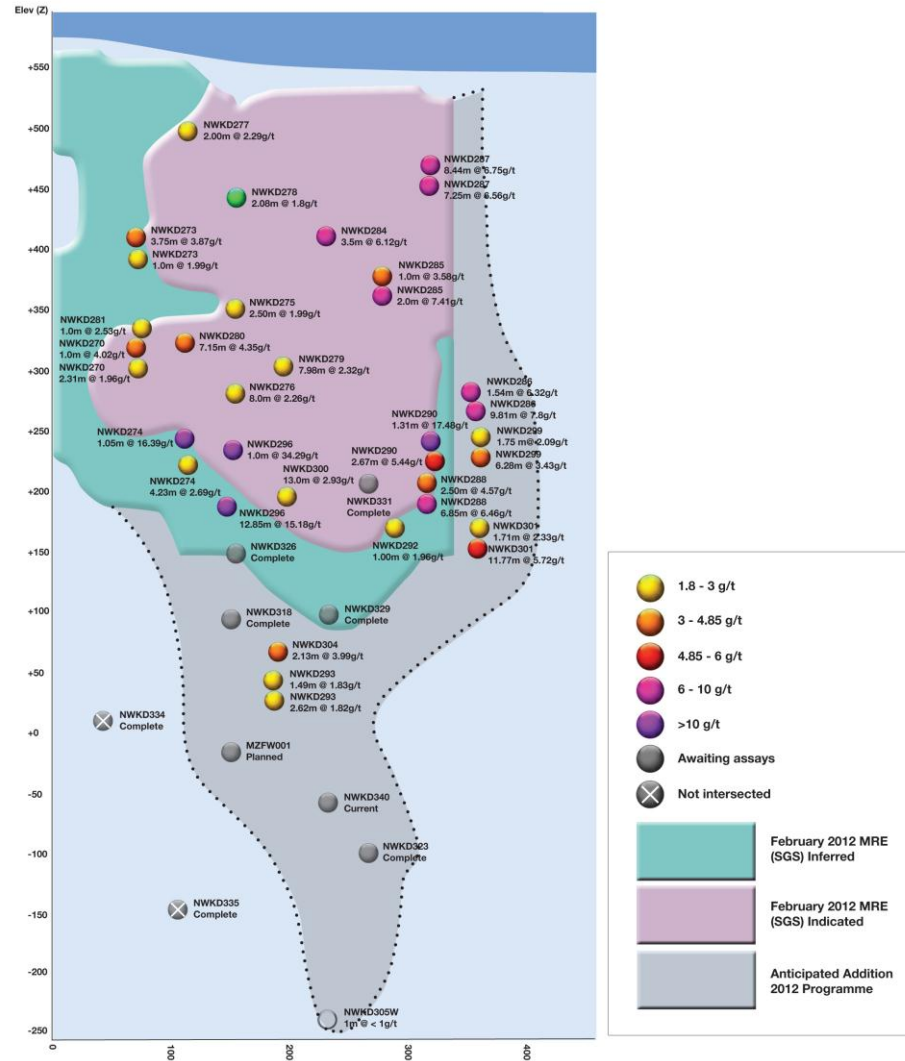 Elev (Z)
+550
+500
+450
+400
+350
+300
+250
+200
+150
+100
+50
+0
-50
-100
-150
-200
-250
0
100
200
300
400
NWKD277
2.00m @ 2.29g/t
NWKD287
8.44m @ 6.75g/t
NWKD287
7.25m @ 6.56g/t
NWKD278
2.08m @ 1.8g/t
NWKD273
3.75m @ 3.87g/t
NWKD273
1.0m @ 1.99g/t
NWKD284
3.5m @ 6.12g/t
NWKD285
1.0m @ 3.58g/t
NWKD285
2.0m @ 7.41g/t
NWKD275
2.50m @ 1.99g/t
NWKD281
1.0m @ 2.53g/t
NWKD270
1.0m @ 4.02g/t
NWKD270
2.31m @ 1.96g/t
NWKD280
7.15m @ 4.35g/t
NWKD279
7.98m @ 2.32g/t
NWKD276
8.0m @ 2.26g/t
NWKD286
1.54m @ 6.32g/t
NWKD286
9.81m @ 7.8g/t
NWKD299
1.75 m@ 2.09g/t
NWKD299
6.28m @ 3.43g/t
NWKD274
1.05m @ 16.39g/t
NWKD296
1.0m @ 34.29g/t
NWKD290
1.31m @ 17.48g/t
NWKD290
2.67m @ 5.44g/t
NWKD274
4.23m @ 2.69g/t
NWKD300
13.0m @ 2.93g/t
NWKD331
Complete
NWKD288
2.50m @ 4.57g/t
NWKD288
6.85m @ 6.46g/t
NWKD296
12.85m @ 15.18g/t
NWKD292
1.00m @ 1.96g/t
NWKD301
1.71m @ 2.33g/t
NWKD301
11.77m @ 5.72g/t
NWKD326
Complete
NWKD318
Complete
NWKD329
Complete
NWKD304
2.13m @ 3.99g/t
NWKD293
1.49m @ 1.83g/t
NWKD293
2.62m @ 1.82g/t
NWKD334
Complete
MZFW001
Planned
NWKD340
Current
NWKD323
Complete
NWKD335
Complete
NWKD305W
1m @ < 1g/t
1.8 - 3 g/t
3 - 4.85 g/t
4.85 - 6 g/t
6 - 10 g/t
>10 g/t
Awaiting assays
Not intersected
February 2012 MRE
(SGS) Inferred
February 2012 MRE
(SGS) Indicated
Anticipated Addition
2012 Programme